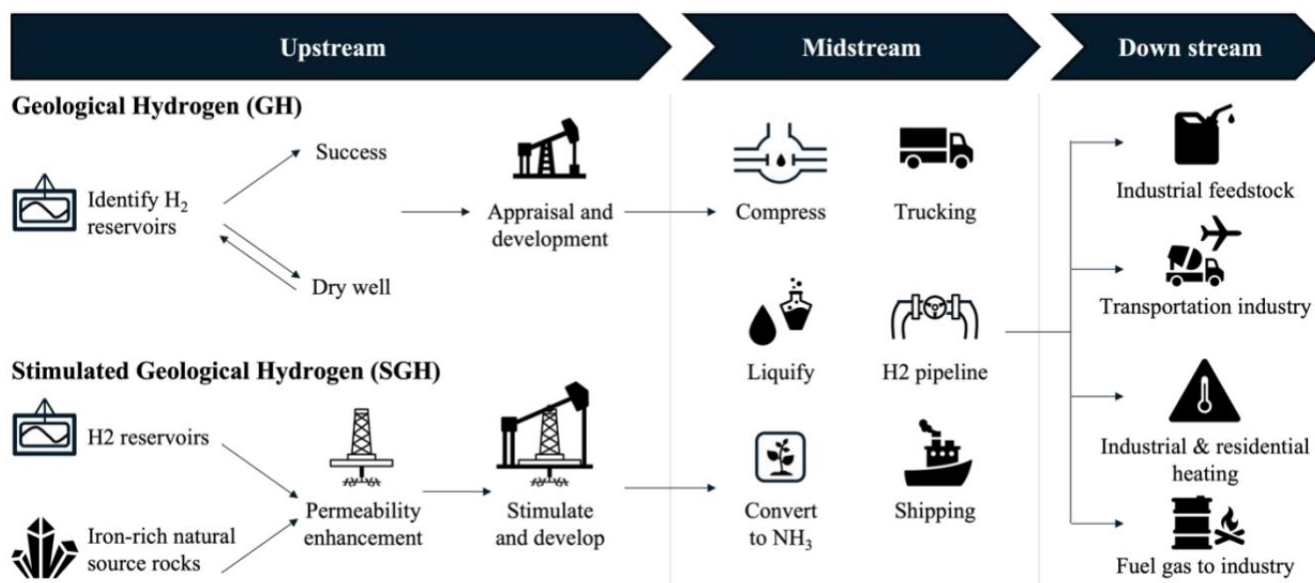 Upstream
Midstream
Down stream
Geological Hydrogen (GH)
Success
Identify H₂
reservoirs
Dry well
Appraisal and
development
Stimulated Geological Hydrogen (SGH)
H2 reservoirs
Iron-rich natural
source rocks
Permeability
enhancement
Stimulate
and develop
Compress
Trucking
Liquify
H2 pipeline
Convert
to NH₃
Shipping
Industrial feedstock
Transportation industry
Industrial & residential
heating
Fuel gas to industry